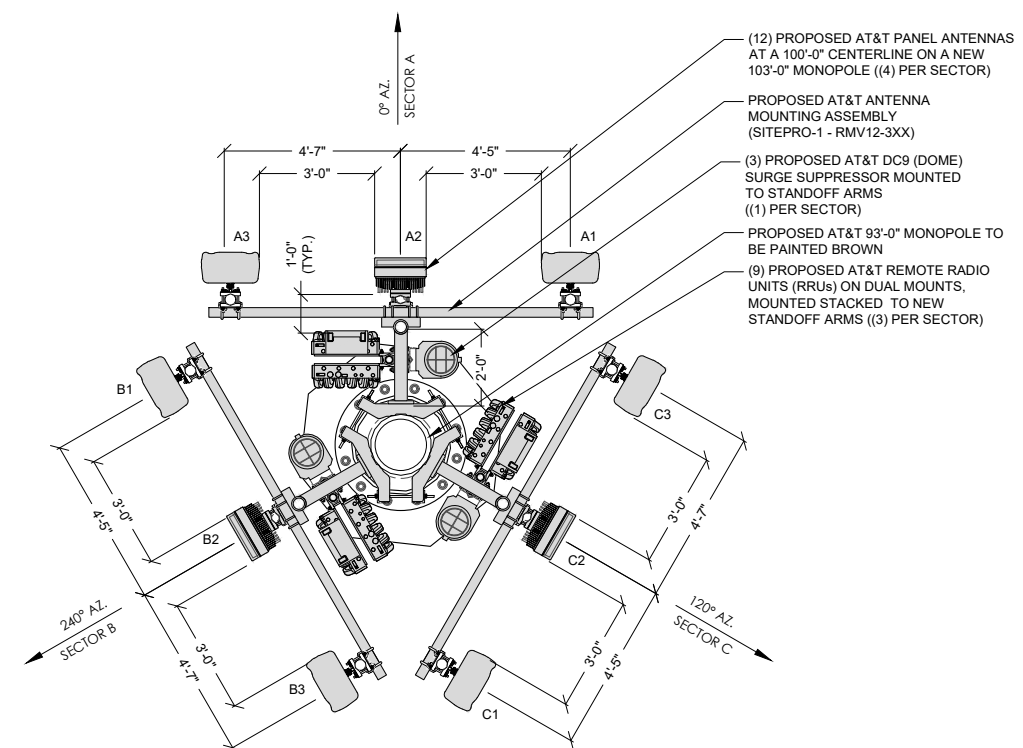 (12) PROPOSED AT&T PANEL ANTENNAS
AT A 100'-0" CENTERLINE ON A NEW
103'-0" MONOPOLE ((4) PER SECTOR)
PROPOSED AT&T ANTENNA
MOUNTING ASSEMBLY
(SITEPRO-1 - RMV12-3XX)
(3) PROPOSED AT&T DC9 (DOME)
SURGE SUPPRESSOR MOUNTED
TO STANDOFF ARMS
((1) PER SECTOR)
PROPOSED AT&T 93'-0" MONOPOLE TO
BE PAINTED BROWN
(9) PROPOSED AT&T REMOTE RADIO
UNITS (RRUs) ON DUAL MOUNTS,
MOUNTED STACKED TO NEW
STANDOFF ARMS ((3) PER SECTOR)
0° AZ.
SECTOR A
4'-7"
4'-5"
3'-0"
3'-0"
A3
A2
A1
1'-0"
(TYP.)
2'-0"
B1
C3
3'-0"
4'-5"
B2
3'-0"
4'-7"
C2
240° AZ.
SECTOR B
3'-0"
4'-7"
B3
120° AZ.
SECTOR C
3'-0"
4'-5"
C1